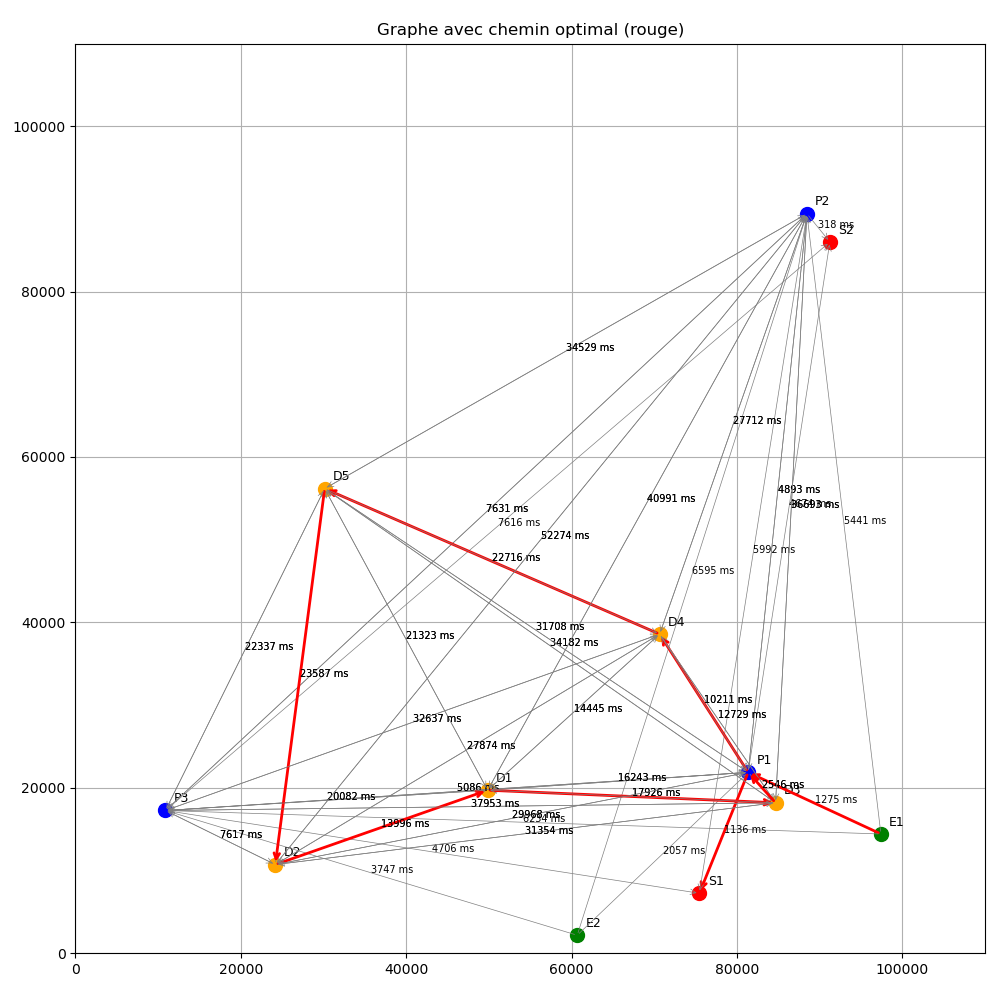 Graphe avec chemin optimal (rouge)
100000
P2
318 ms
S2
80000
34529 ms
27712 ms
60000
D5
4893 ms
40991 ms
7631 ms
36693 ms
7616 ms
5441 ms
52274 ms
5992 ms
22716 ms
6595 ms
40000
D4
31708 ms
21323 ms
34182 ms
22337 ms
23587 ms
10211 ms
14445 ms
12729 ms
32637 ms
27874 ms
P1
16243 ms
D1
2546 ms
5086 ms
20000
P3
20082 ms
17926 ms
1275 ms
37953 ms
29968 ms
E1
13996 ms
31354 ms
1136 ms
7617 ms
4706 ms
2057 ms
D2
3747 ms
S1
E2
0
0
20000
40000
60000
80000
100000